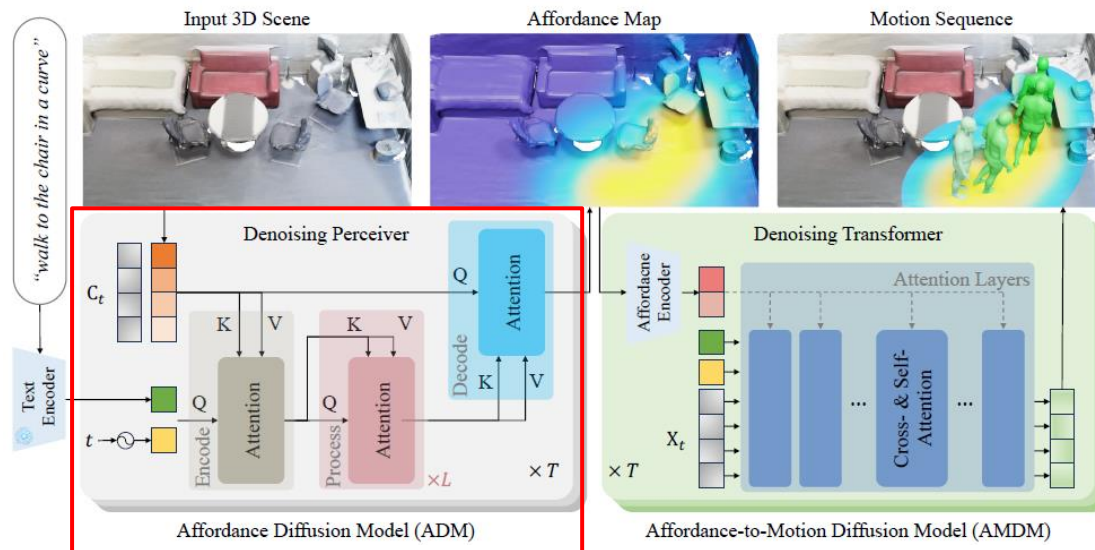 Input 3D Scene
Affordance Map
Motion Sequence
“walk to the chair in a curve”
Text
Encoder
t
Denoising Perceiver
C_t
Q
K
V
Attention
Encode
Q
K
V
Attention
Process
×L
Q
K
V
Attention
Decode
× T
Affordance Diffusion Model (ADM)
Denoising Transformer
Affordacne
Encoder
Attention Layers
X_t
...
Cross- & Self-
Attention
...
× T
Affordance-to-Motion Diffusion Model (AMDM)